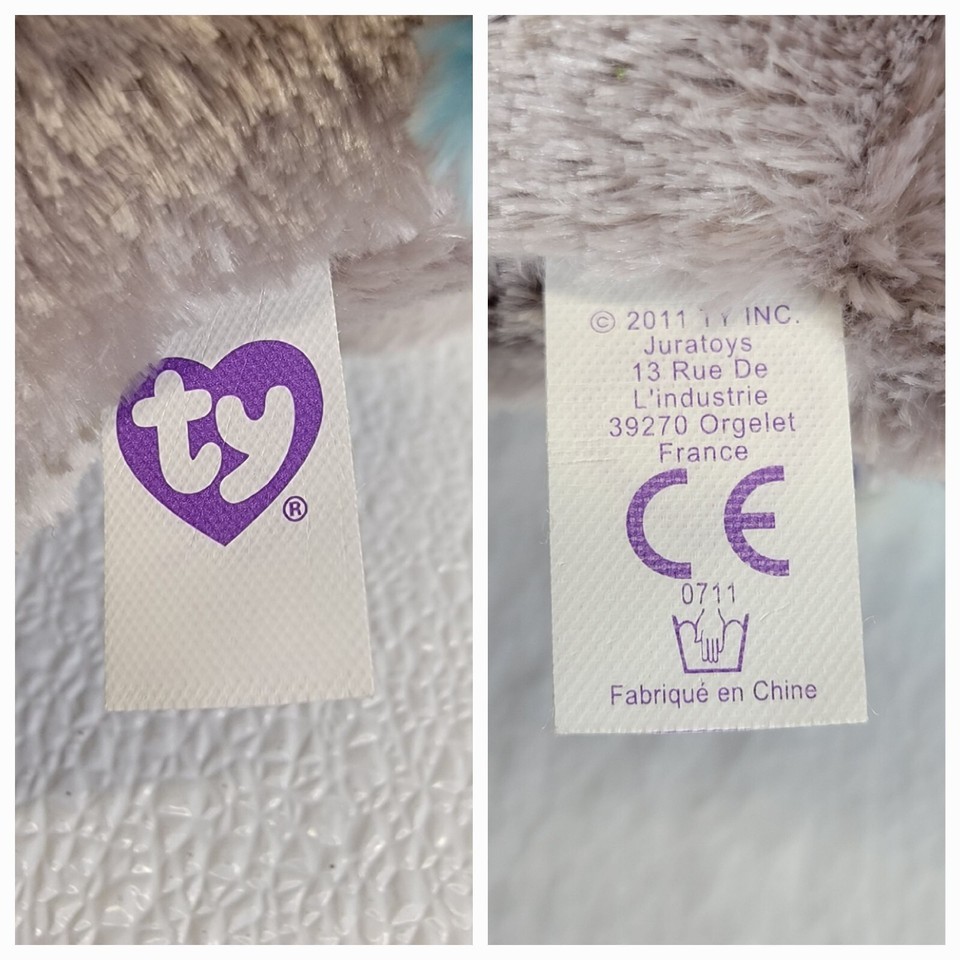 ty
®
© 2011 TY INC.
Juratoys
13 Rue De
L'industrie
39270 Orgelet
France
CE
0711
Fabriqué en Chine